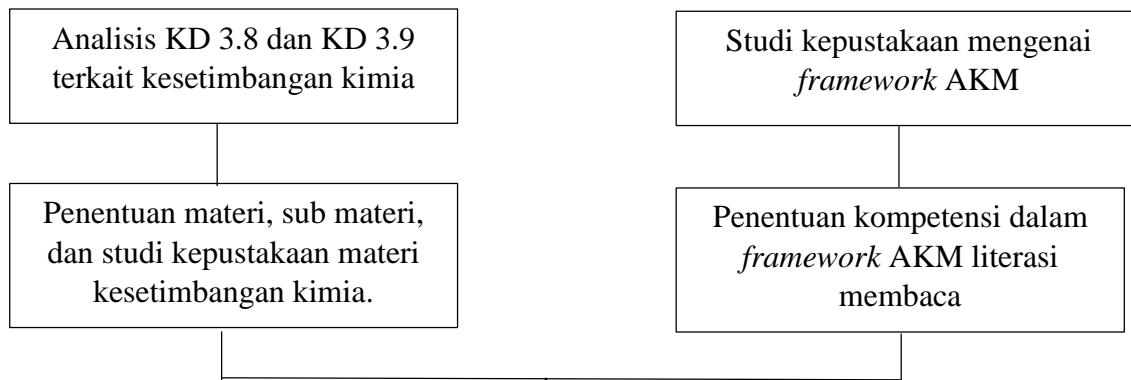 Analisis KD 3.8 dan KD 3.9
terkait kesetimbangan kimia
Studi kepustakaan mengenai
framework AKM
Penentuan materi, sub materi,
dan studi kepustakaan materi
kesetimbangan kimia.
Penentuan kompetensi dalam
framework AKM literasi
membaca